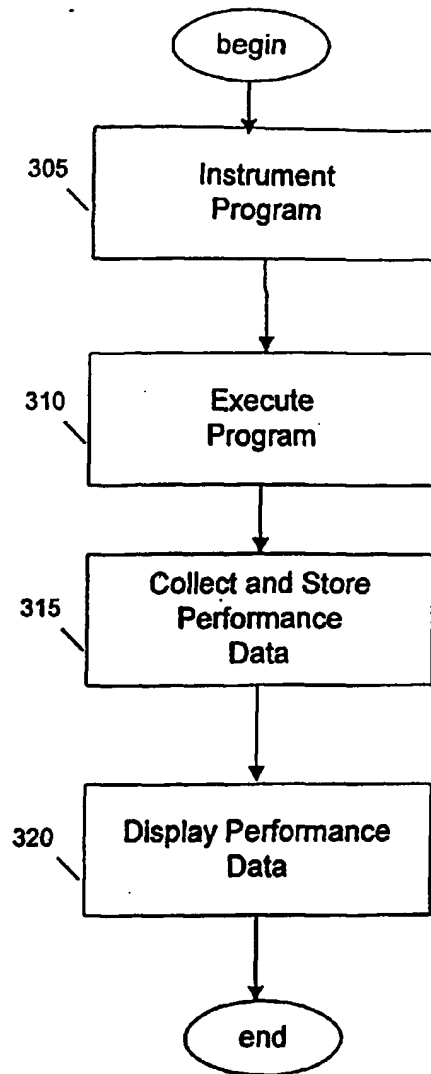 begin
305
Instrument
Program
310
Execute
Program
315
Collect and Store
Performance
Data
320
Display Performance
Data
end